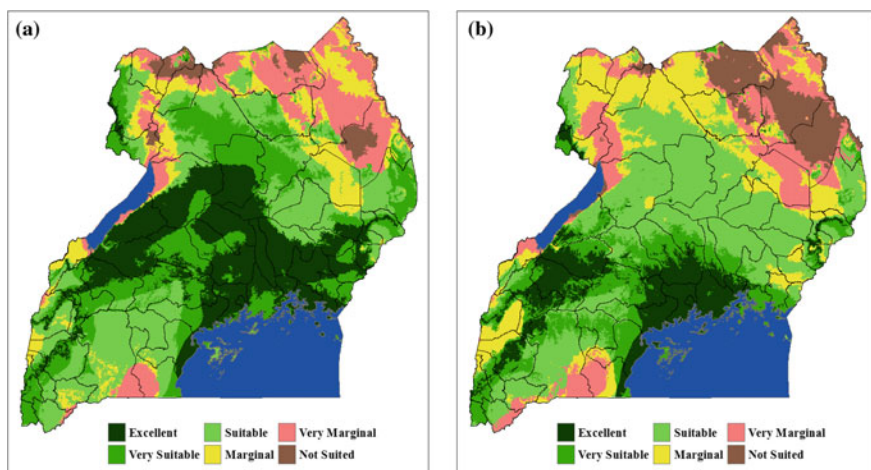 (a)
Excellent Suitable Very Marginal
Very Suitable Marginal Not Suited
(b)
Excellent Suitable Very Marginal
Very Suitable Marginal Not Suited